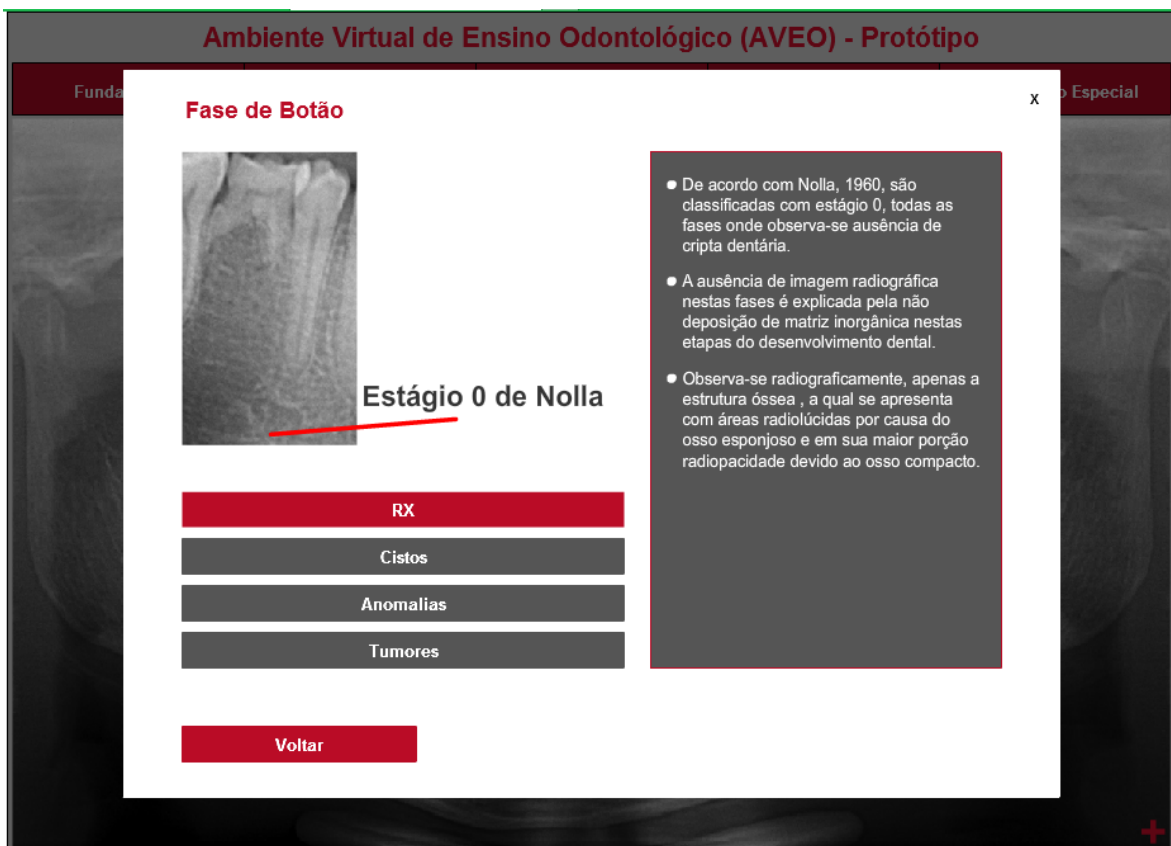 Ambiente Virtual de Ensino Odontológico (AVEO) - Protótipo
Funda
o Especial
Fase de Botão
x
Estágio 0 de Nolla
RX
Cistos
Anomalias
Tumores
Voltar
De acordo com Nolla, 1960, são
classificadas com estágio 0, todas as
fases onde observa-se ausência de
cripta dentária.
A ausência de imagem radiográfica
nestas fases é explicada pela não
deposição de matriz inorgânica nestas
etapas do desenvolvimento dental.
Observa-se radiograficamente, apenas a
estrutura óssea , a qual se apresenta
com áreas radiolúcidas por causa do
osso esponjoso e em sua maior porção
radiopacidade devido ao osso compacto.